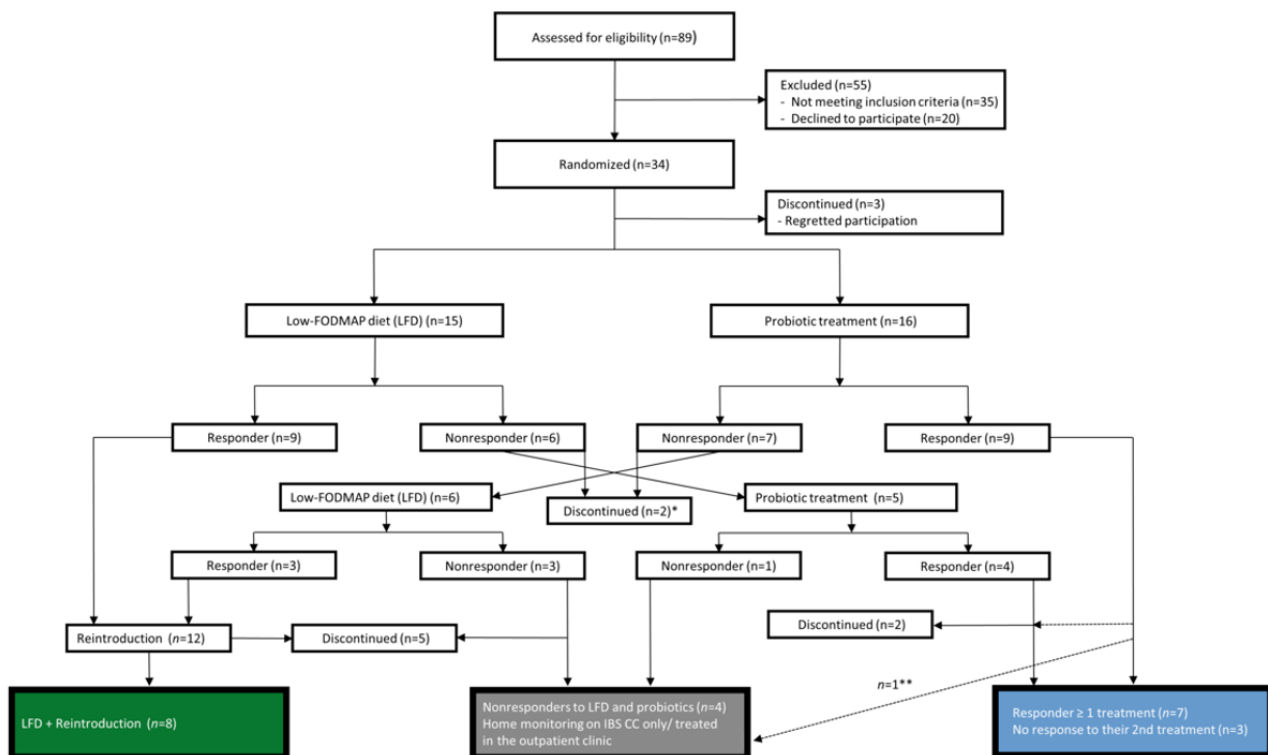 Assessed for eligibility (n=89)
Excluded (n=55)
- Not meeting inclusion criteria (n=35)
- Declined to participate (n=20)
Randomized (n=34)
Discontinued (n=3)
- Regretted participation
Low-FODMAP diet (LFD) (n=15)
Probiotic treatment (n=16)
Responder (n=9)
Nonresponder (n=6)
Nonresponder (n=7)
Responder (n=9)
Low-FODMAP diet (LFD) (n=6)
Discontinued (n=2)*
Probiotic treatment (n=5)
Responder (n=3)
Nonresponder (n=3)
Nonresponder (n=1)
Responder (n=4)
Reintroduction (n=12)
Discontinued (n=5)
Discontinued (n=2)
n=1**
LFD + Reintroduction (n=8)
Nonresponders to LFD and probiotics (n=4)
Home monitoring on IBS CC only/ treated
in the outpatient clinic
Responder ≥ 1 treatment (n=7)
No response to their 2nd treatment (n=3)